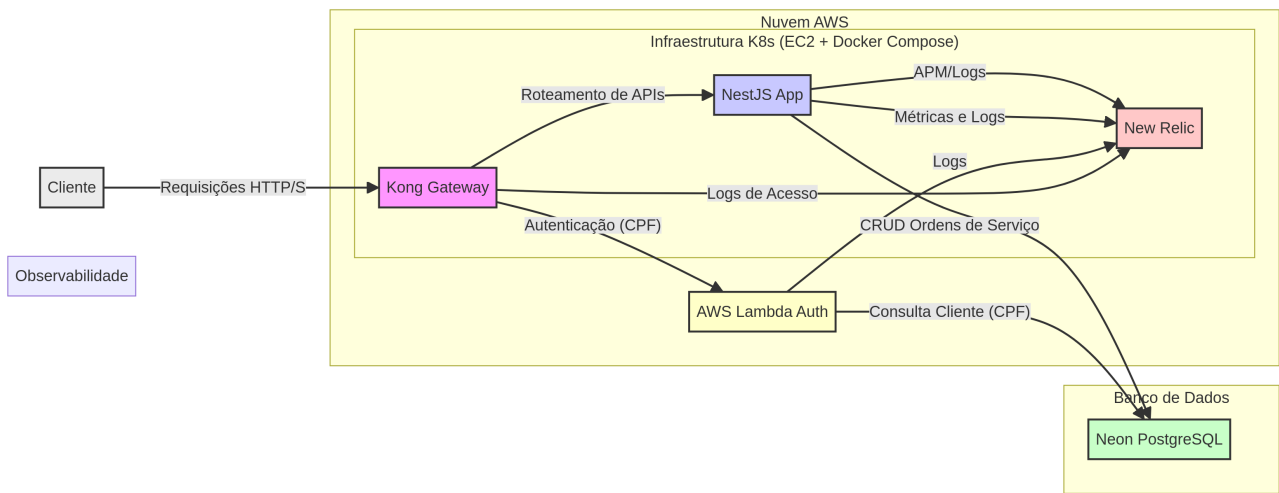 Nuvem AWS
Infraestrutura K8s (EC2 + Docker Compose)
APM/Logs
Roteamento de APIs
NestJS App
Métricas e Logs
New Relic
Logs
Cliente
Requisições HTTP/S
Kong Gateway
Logs de Acesso
Autenticação (CPF)
CRUD Ordens de Serviço
Observabilidade
AWS Lambda Auth
Consulta Cliente (CPF)
Banco de Dados
Neon PostgreSQL